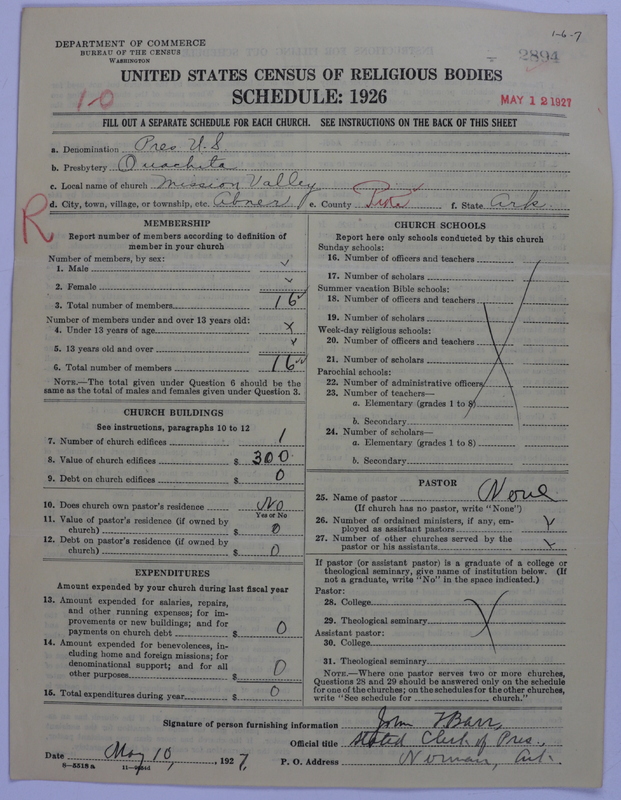 1-6-7
DEPARTMENT OF COMMERCE
BUREAU OF THE CENSUS
WASHINGTON
2894
UNITED STATES CENSUS OF RELIGIOUS BODIES
1-0
SCHEDULE: 1926
MAY 12 1927
FILL OUT A SEPARATE SCHEDULE FOR EACH CHURCH. SEE INSTRUCTIONS ON THE BACK OF THIS SHEET
a. Denomination Pres U.S.
b. Presbytery Ouachita
c. Local name of church Mission Valley
d. City, town, village, or township, etc. Abner e. County Pike f. State Ark.
R
MEMBERSHIP
Report number of members according to definition of
member in your church
Number of members, by sex:
1. Male
2. Female
3. Total number of members 16
Number of members under and over 13 years old:
4. Under 13 years of age x
5. 13 years old and over
6. Total number of members 16
NOTE.—The total given under Question 6 should be the
same as the total of males and females given under Question 3.
CHURCH BUILDINGS
See instructions, paragraphs 10 to 12
7. Number of church edifices 1
8. Value of church edifices $ 300
9. Debt on church edifices $ 0
10. Does church own pastor's residence No
Yes or No
11. Value of pastor's residence (if owned by
church) $ 0
12. Debt on pastor's residence (if owned by
church) $ 0
EXPENDITURES
Amount expended by your church during last fiscal year
13. Amount expended for salaries, repairs,
and other running expenses; for im-
provements or new buildings; and for
payments on church debt $ 0
14. Amount expended for benevolences, in-
cluding home and foreign missions; for
denominational support; and for all
other purposes $ 0
15. Total expenditures during year $ 0
CHURCH SCHOOLS
Report here only schools conducted by this church
Sunday schools:
16. Number of officers and teachers
17. Number of scholars
Summer vacation Bible schools:
18. Number of officers and teachers
19. Number of scholars
Week-day religious schools:
20. Number of officers and teachers
21. Number of scholars
Parochial schools:
22. Number of administrative officers
23. Number of teachers—
a. Elementary (grades 1 to 8)
b. Secondary
24. Number of scholars—
a. Elementary (grades 1 to 8)
b. Secondary
PASTOR
25. Name of pastor None
(If church has no pastor, write "None")
26. Number of ordained ministers, if any, em-
ployed as assistant pastors
27. Number of other churches served by the
pastor or his assistants
If pastor (or assistant pastor) is a graduate of a college or
theological seminary, give name of institution below. (If
not a graduate, write "No" in the space indicated.)
Pastor:
28. College
29. Theological seminary
Assistant pastor:
30. College
31. Theological seminary
NOTE.—Where one pastor serves two or more churches,
Questions 28 and 29 should be answered only on the schedule
for one of the churches; on the schedules for the other churches,
write "See schedule for church."
Signature of person furnishing information John T Barr
Official title Stated Clerk of Pres.,
Date May 10, 1927, P. O. Address Norman, Ark.
8—5518a